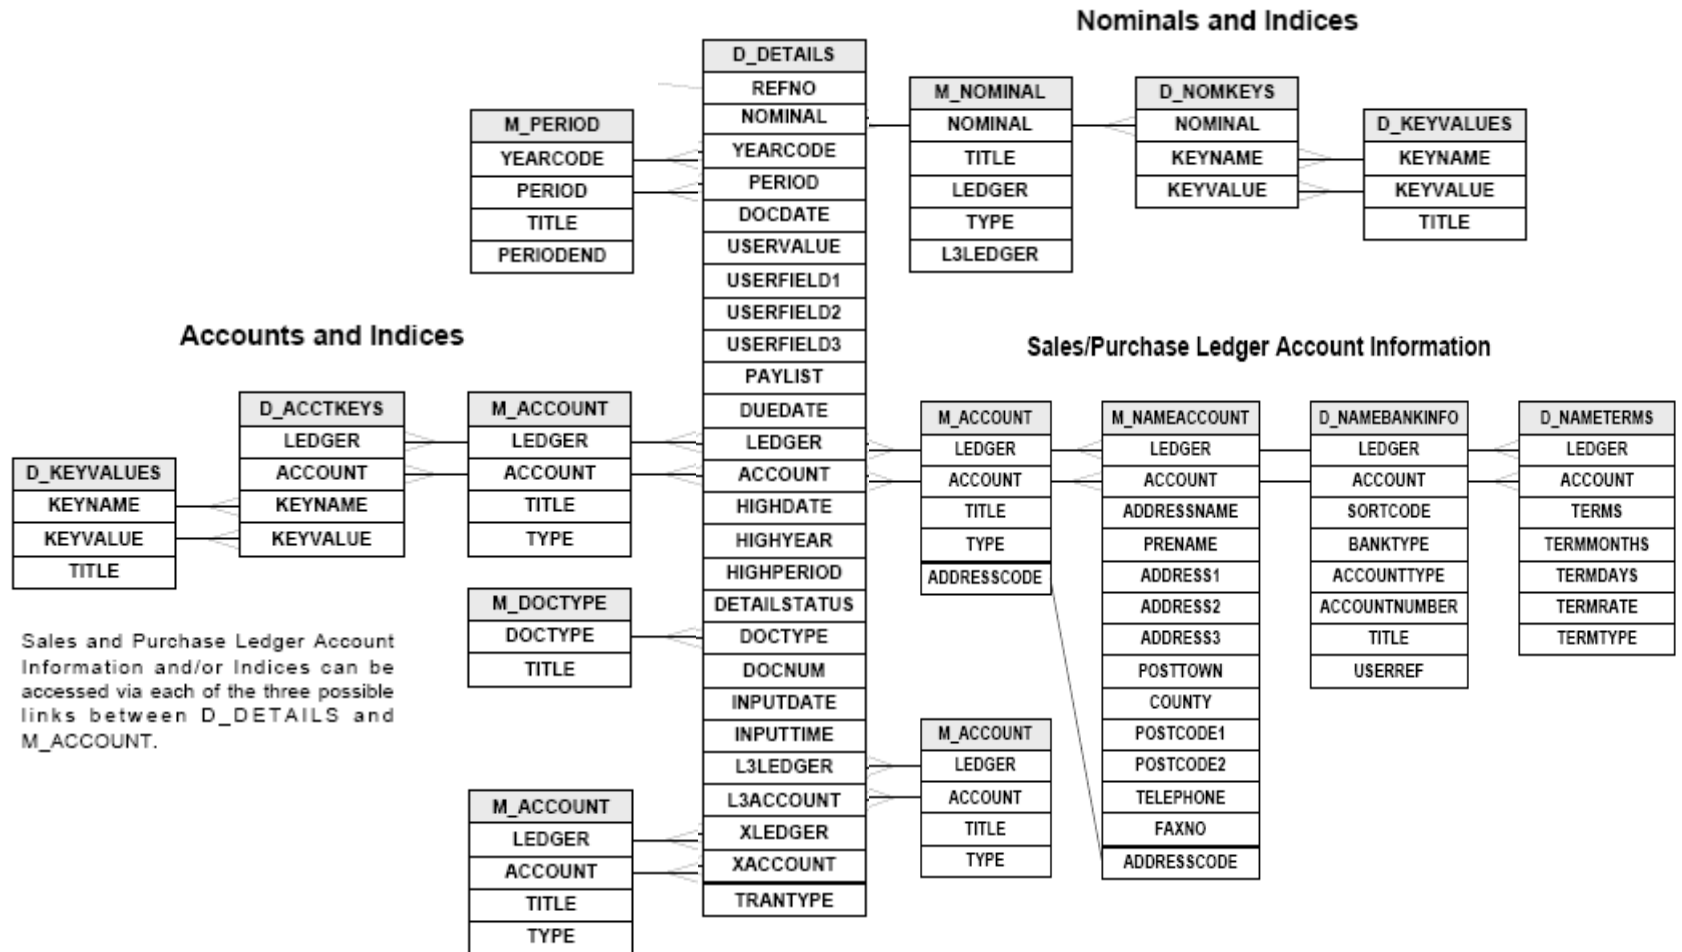 Nominals and Indices
D_DETAILS
REFNO
NOMINAL
YEARCODE
PERIOD
DOCDATE
USERVALUE
USERFIELD1
USERFIELD2
USERFIELD3
PAYLIST
DUEDATE
LEDGER
ACCOUNT
HIGHDATE
HIGHYEAR
HIGHPERIOD
DETAILSTATUS
DOCTYPE
DOCNUM
INPUTDATE
INPUTTIME
L3LEDGER
L3ACCOUNT
XLEDGER
XACCOUNT
TRANTYPE
M_NOMINAL
NOMINAL
TITLE
LEDGER
TYPE
L3LEDGER
D_NOMKEYS
NOMINAL
KEYNAME
KEYVALUE
D_KEYVALUES
KEYNAME
KEYVALUE
TITLE
M_PERIOD
YEARCODE
PERIOD
TITLE
PERIODEND
Accounts and Indices
D_KEYVALUES
KEYNAME
KEYVALUE
TITLE
D_ACCTKEYS
LEDGER
ACCOUNT
KEYNAME
KEYVALUE
M_ACCOUNT
LEDGER
ACCOUNT
TITLE
TYPE
M_DOCTYPE
DOCTYPE
TITLE
Sales and Purchase Ledger Account
Information and/or Indices can be
accessed via each of the three possible
links between D_DETAILS and
M_ACCOUNT.
M_ACCOUNT
LEDGER
ACCOUNT
TITLE
TYPE
Sales/Purchase Ledger Account Information
M_ACCOUNT
LEDGER
ACCOUNT
TITLE
TYPE
ADDRESSCODE
M_NAMEACCOUNT
LEDGER
ACCOUNT
ADDRESSNAME
PRENAME
ADDRESS1
ADDRESS2
ADDRESS3
POSTTOWN
COUNTY
POSTCODE1
POSTCODE2
TELEPHONE
FAXNO
ADDRESSCODE
D_NAMEBANKINFO
LEDGER
ACCOUNT
SORTCODE
BANKTYPE
ACCOUNTTYPE
ACCOUNTNUMBER
TITLE
USERREF
D_NAMETERMS
LEDGER
ACCOUNT
TERMS
TERMMONTHS
TERMDAYS
TERMRATE
TERMTYPE
M_ACCOUNT
LEDGER
ACCOUNT
TITLE
TYPE